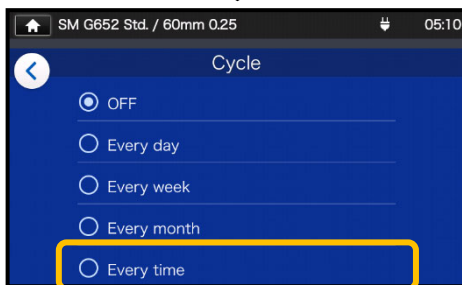 SM G652 Std. / 60mm 0.25 05:10
Cycle
OFF
Every day
Every week
Every month
Every time